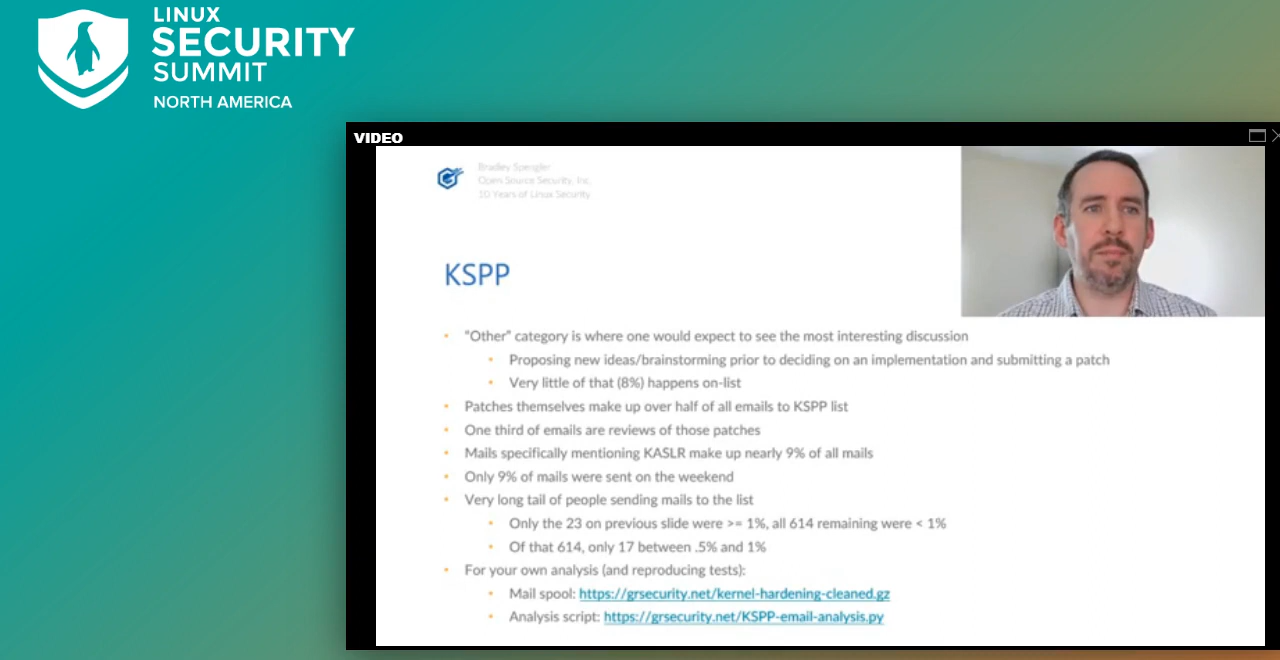 LINUX
SECURITY
SUMMIT
NORTH AMERICA
VIDEO
Bradley Spengler
Open Source Security, Inc.
10 Years of Linux Security
KSPP
• "Other" category is where one would expect to see the most interesting discussion
• Proposing new ideas/brainstorming prior to deciding on an implementation and submitting a patch
• Very little of that (8%) happens on-list
• Patches themselves make up over half of all emails to KSPP list
• One third of emails are reviews of those patches
• Mails specifically mentioning KASLR make up nearly 9% of all mails
• Only 9% of mails were sent on the weekend
• Very long tail of people sending mails to the list
• Only the 23 on previous slide were >= 1%, all 614 remaining were < 1%
• Of that 614, only 17 between .5% and 1%
• For your own analysis (and reproducing tests):
• Mail spool: https://grsecurity.net/kernel-hardening-cleaned.gz
• Analysis script: https://grsecurity.net/KSPP-email-analysis.py